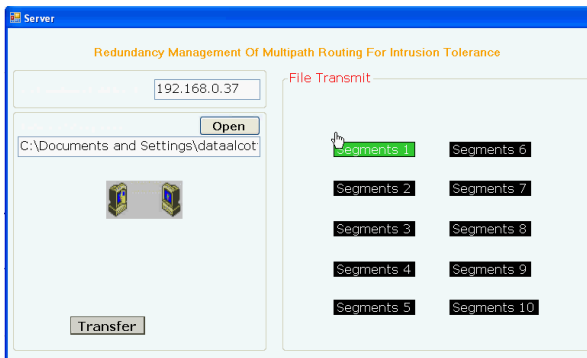 Server
Redundancy Management Of Multipath Routing For Intrusion Tolerance
192.168.0.37
Open
C:\Documents and Settings\dataalcot
Transfer
File Transmit
Segments 1
Segments 6
Segments 2
Segments 7
Segments 3
Segments 8
Segments 4
Segments 9
Segments 5
Segments 10